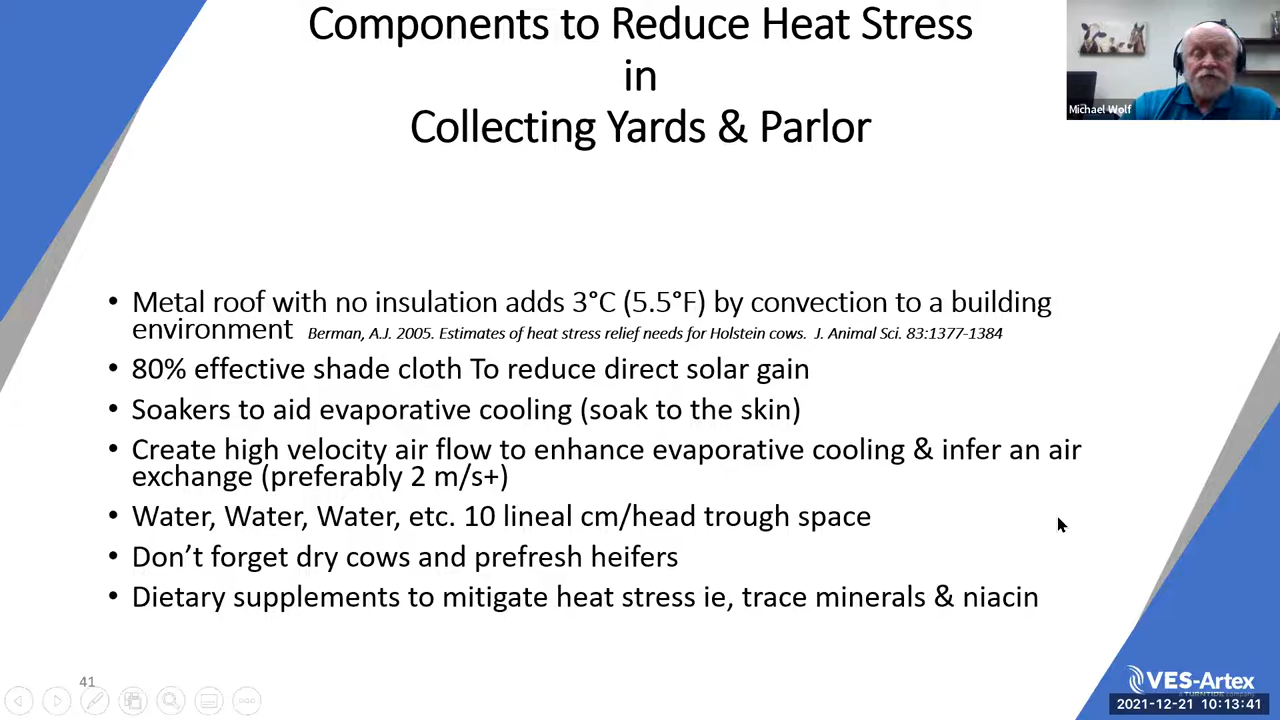 Components to Reduce Heat Stress
in
Collecting Yards & Parlor
Michael Wolf
• Metal roof with no insulation adds 3°C (5.5°F) by convection to a building
environment Berman, A.J. 2005. Estimates of heat stress relief needs for Holstein cows. J. Animal Sci. 83:1377-1384
• 80% effective shade cloth To reduce direct solar gain
• Soakers to aid evaporative cooling (soak to the skin)
• Create high velocity air flow to enhance evaporative cooling & infer an air
exchange (preferably 2 m/s+)
• Water, Water, Water, etc. 10 lineal cm/head trough space
• Don’t forget dry cows and prefresh heifers
• Dietary supplements to mitigate heat stress ie, trace minerals & niacin
41
VES-Artex
A TURNTIDE company
2021-12-21 10:13:41